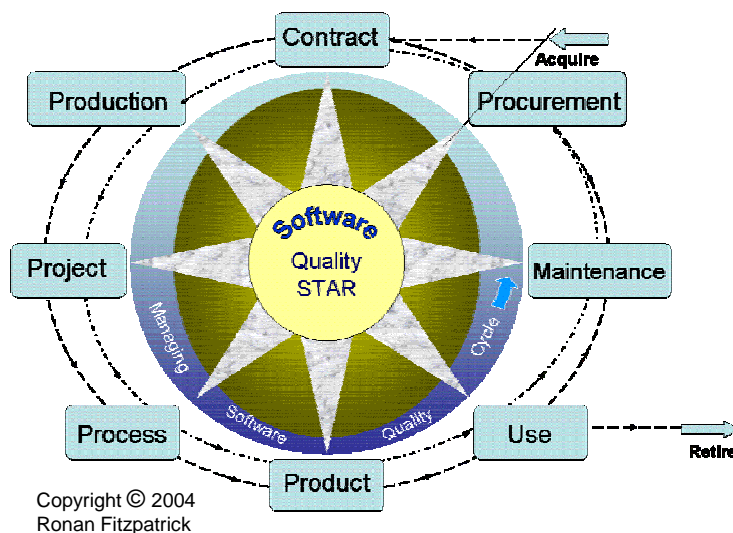 Contract
Acquire
Production
Procurement
Software
Quality
STAR
Project
Maintenance
Managing
Software
Quality
Cycle
Process
Product
Use
Retire
Copyright © 2004
Ronan Fitzpatrick